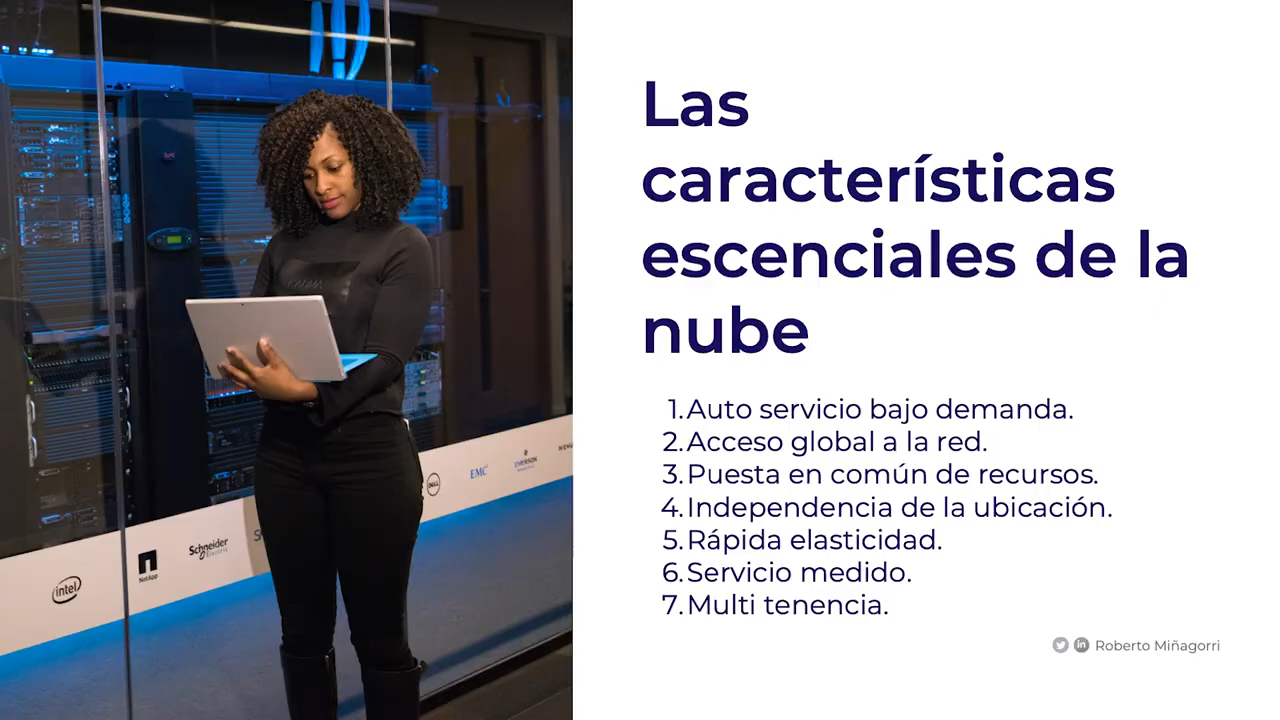 Las
características
escenciales de la
nube
1. Auto servicio bajo demanda.
2. Acceso global a la red.
3. Puesta en común de recursos.
4. Independencia de la ubicación.
5. Rápida elasticidad.
6. Servicio medido.
7. Multi tenencia.
Roberto Miñagorri
intel
NetApp
Schneider
Electric
DELL
EMC
EMERSON